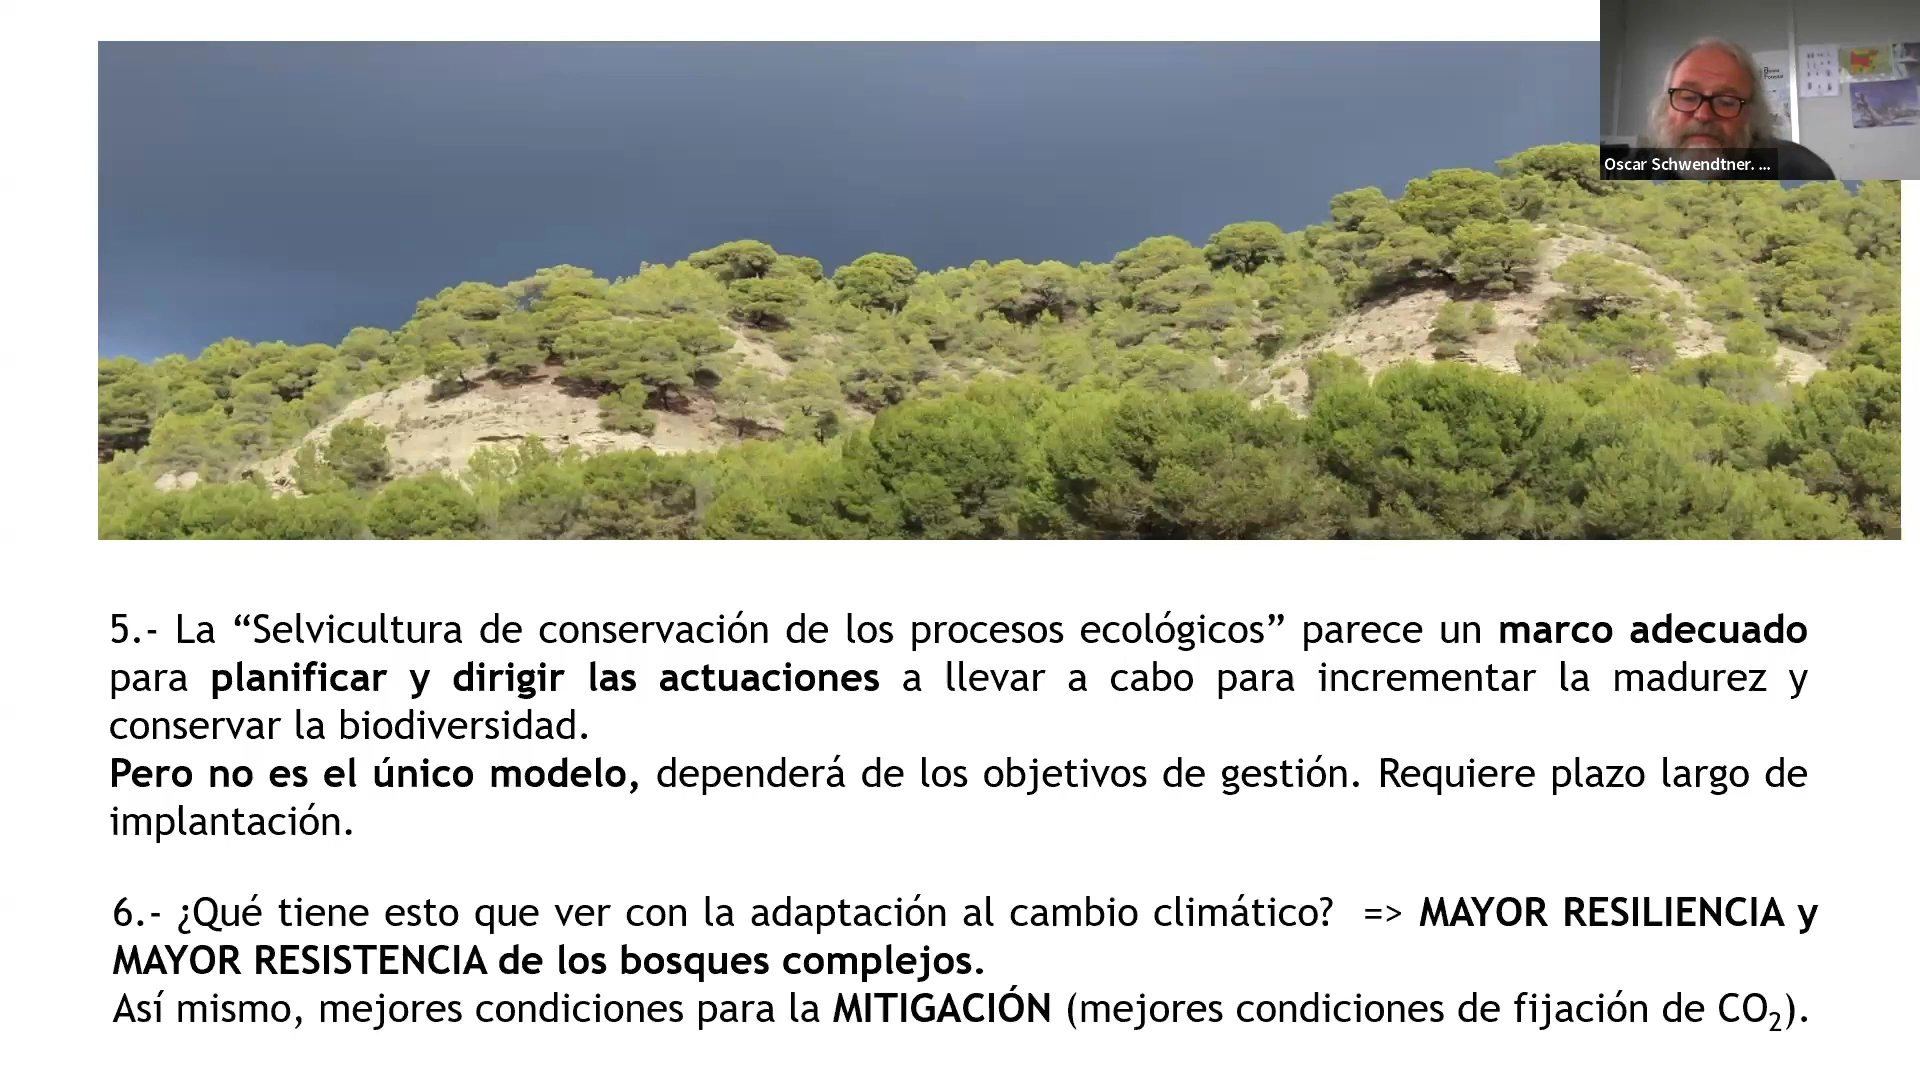 Oscar Schwendtner. ...
5.- La “Selvicultura de conservación de los procesos ecológicos” parece un marco adecuado
para planificar y dirigir las actuaciones a llevar a cabo para incrementar la madurez y
conservar la biodiversidad.
Pero no es el único modelo, dependerá de los objetivos de gestión. Requiere plazo largo de
implantación.
6.- ¿Qué tiene esto que ver con la adaptación al cambio climático? => MAYOR RESILIENCIA y
MAYOR RESISTENCIA de los bosques complejos.
Así mismo, mejores condiciones para la MITIGACIÓN (mejores condiciones de fijación de CO₂).